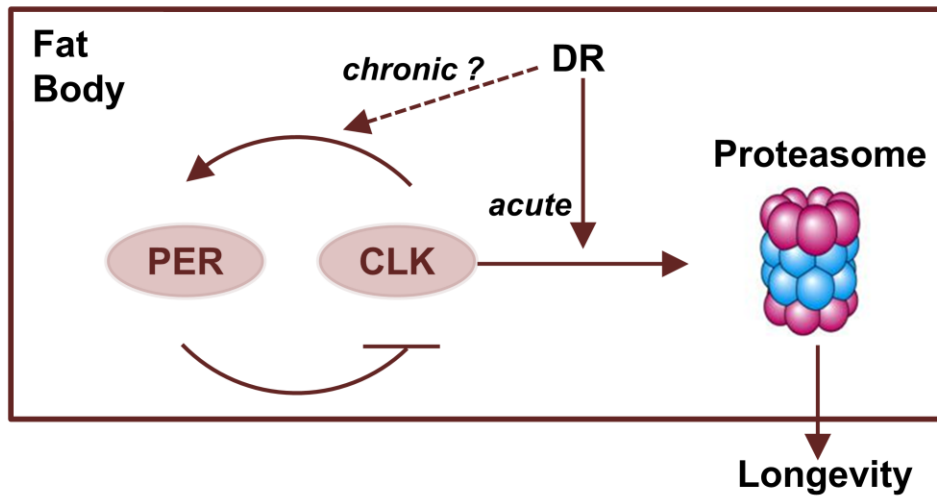 Fat
Body
chronic ?
DR
Proteasome
acute
PER
CLK
Longevity